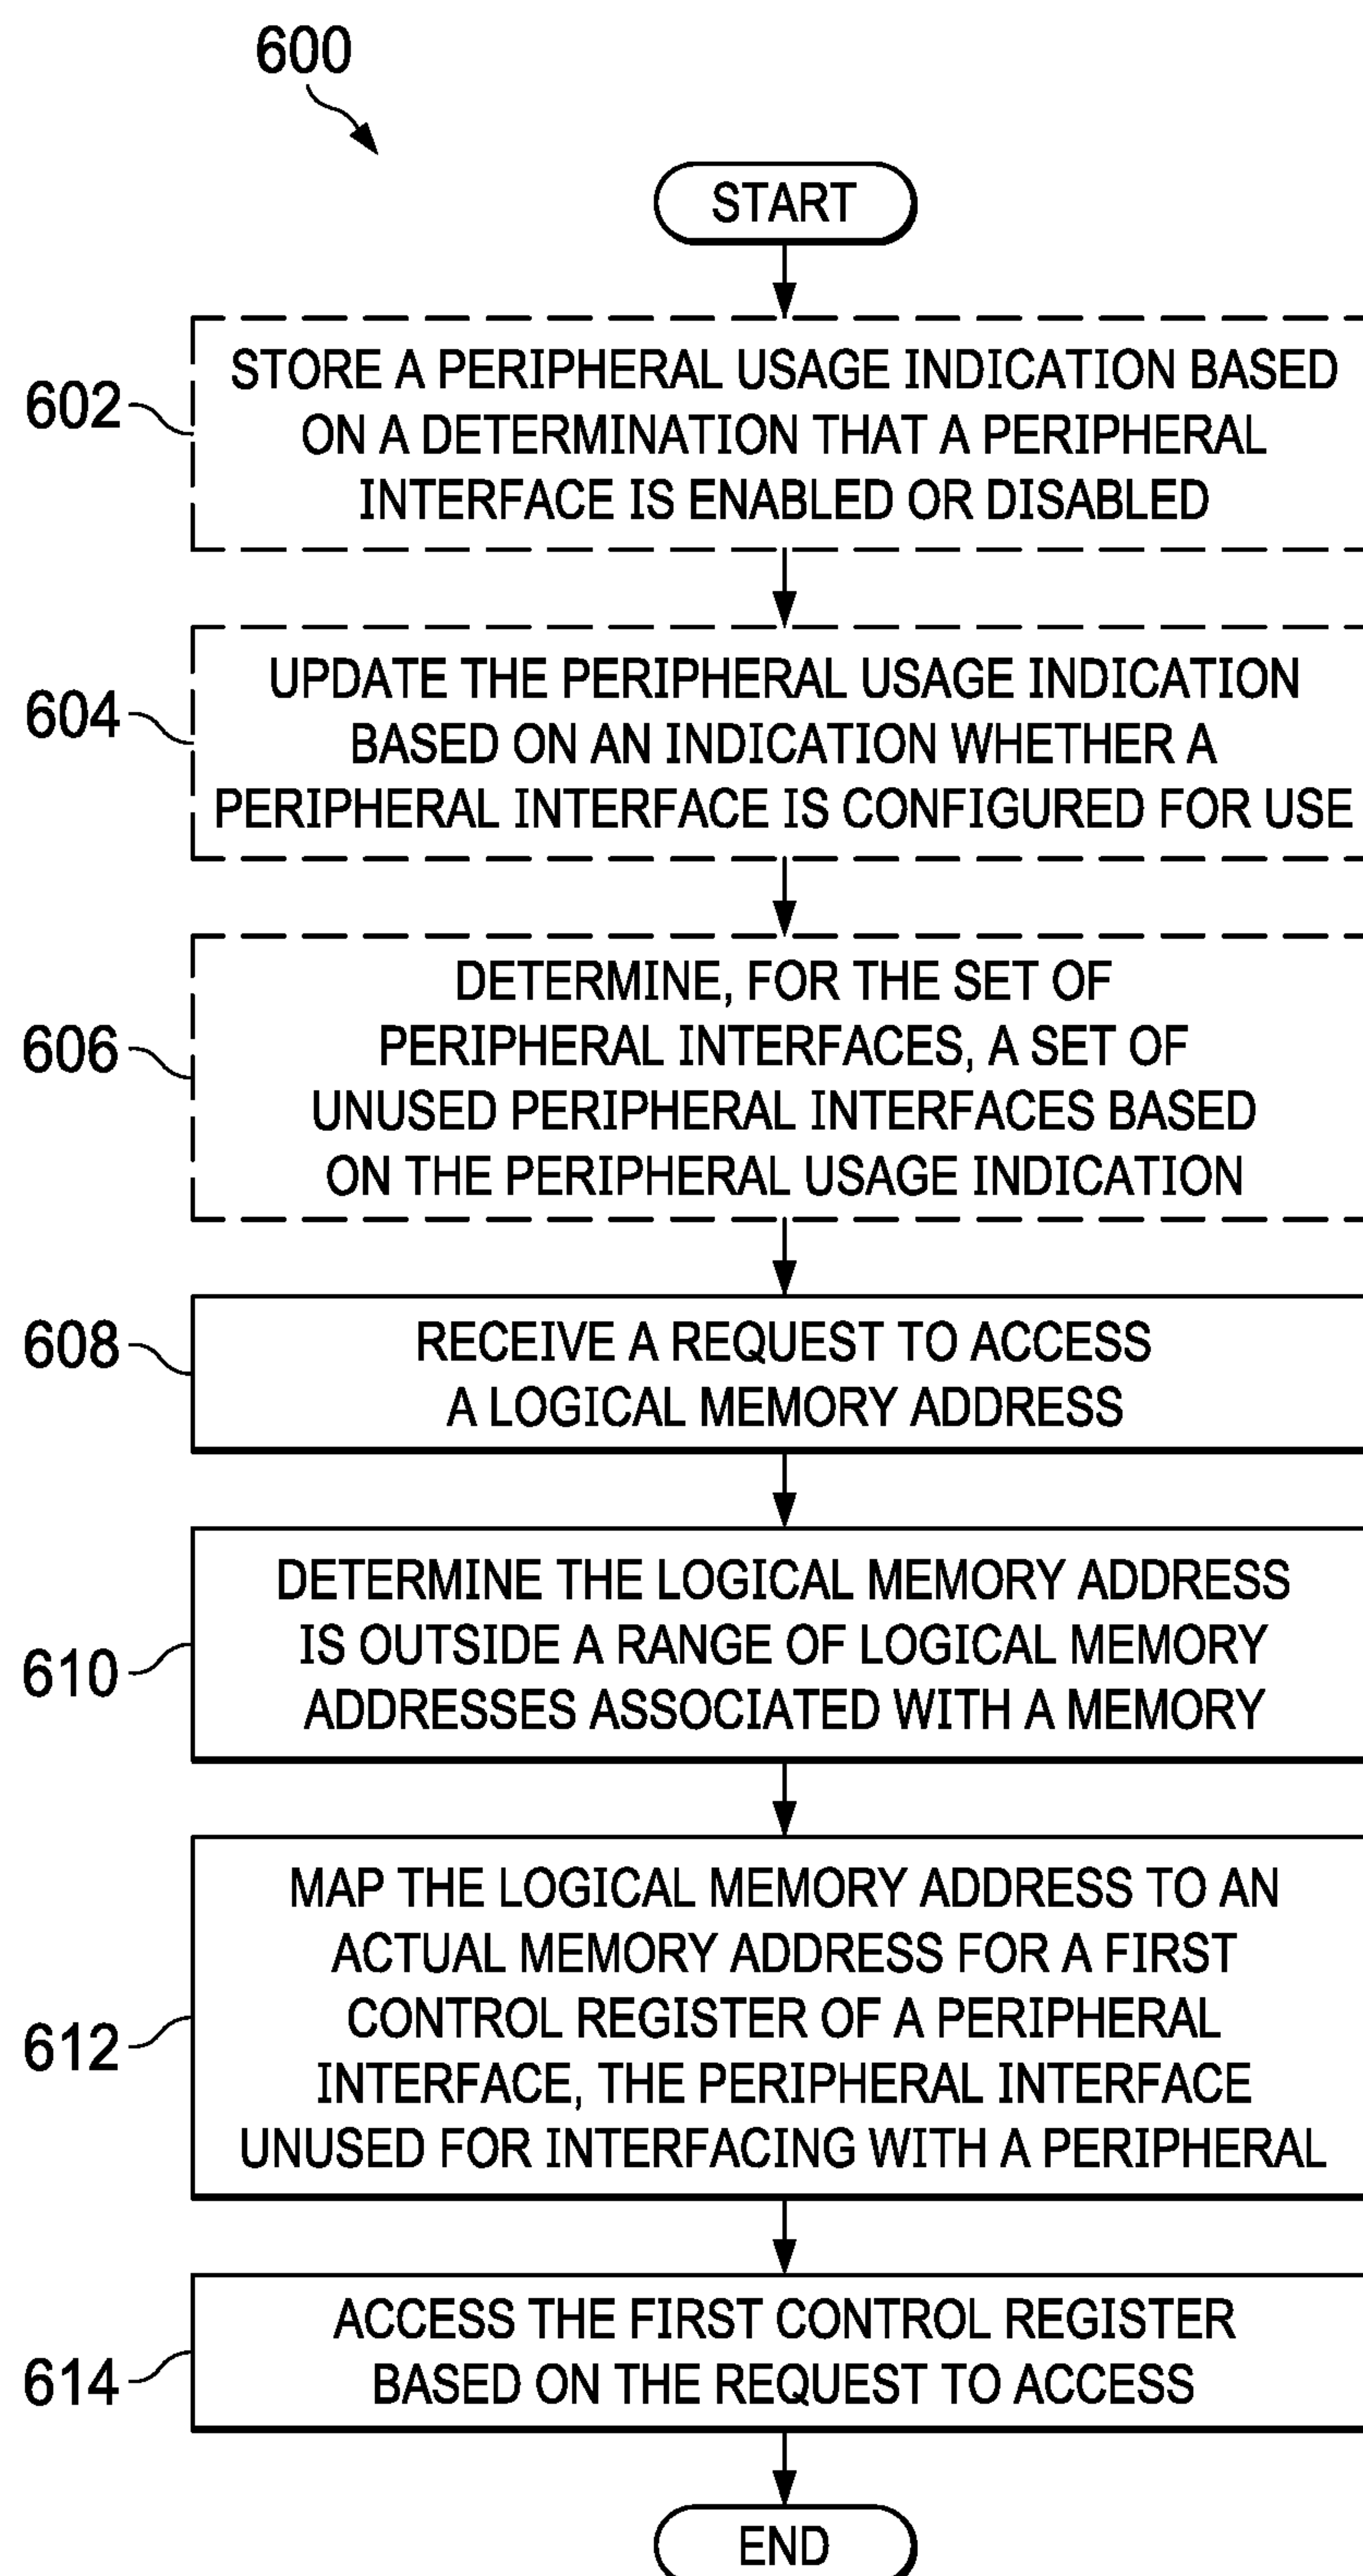 600
START
602
STORE A PERIPHERAL USAGE INDICATION BASED
ON A DETERMINATION THAT A PERIPHERAL
INTERFACE IS ENABLED OR DISABLED
604
UPDATE THE PERIPHERAL USAGE INDICATION
BASED ON AN INDICATION WHETHER A
PERIPHERAL INTERFACE IS CONFIGURED FOR USE
606
DETERMINE, FOR THE SET OF
PERIPHERAL INTERFACES, A SET OF
UNUSED PERIPHERAL INTERFACES BASED
ON THE PERIPHERAL USAGE INDICATION
608
RECEIVE A REQUEST TO ACCESS
A LOGICAL MEMORY ADDRESS
610
DETERMINE THE LOGICAL MEMORY ADDRESS
IS OUTSIDE A RANGE OF LOGICAL MEMORY
ADDRESSES ASSOCIATED WITH A MEMORY
612
MAP THE LOGICAL MEMORY ADDRESS TO AN
ACTUAL MEMORY ADDRESS FOR A FIRST
CONTROL REGISTER OF A PERIPHERAL
INTERFACE, THE PERIPHERAL INTERFACE
UNUSED FOR INTERFACING WITH A PERIPHERAL
614
ACCESS THE FIRST CONTROL REGISTER
BASED ON THE REQUEST TO ACCESS
END